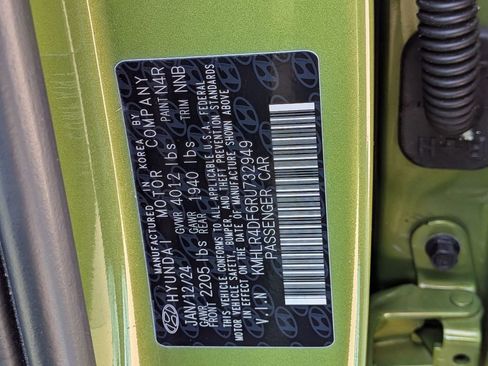 MANUFACTURED IN KOREA BY
HYUNDAI MOTOR COMPANY
JAN/12/24 GVWR 4012 lbs PAINT N4R
GAWR FRONT 2205 lbs GAWR REAR 1940 lbs TRIM NNB
THIS VEHICLE CONFORMS TO ALL APPLICABLE U.S.A. FEDERAL
MOTOR VEHICLE SAFETY, BUMPER, AND THEFT PREVENTION STANDARDS
IN EFFECT ON THE DATE OF MANUFACTURE SHOWN ABOVE.
V.I.N KMHLR4DF6RU732949
PASSENGER CAR